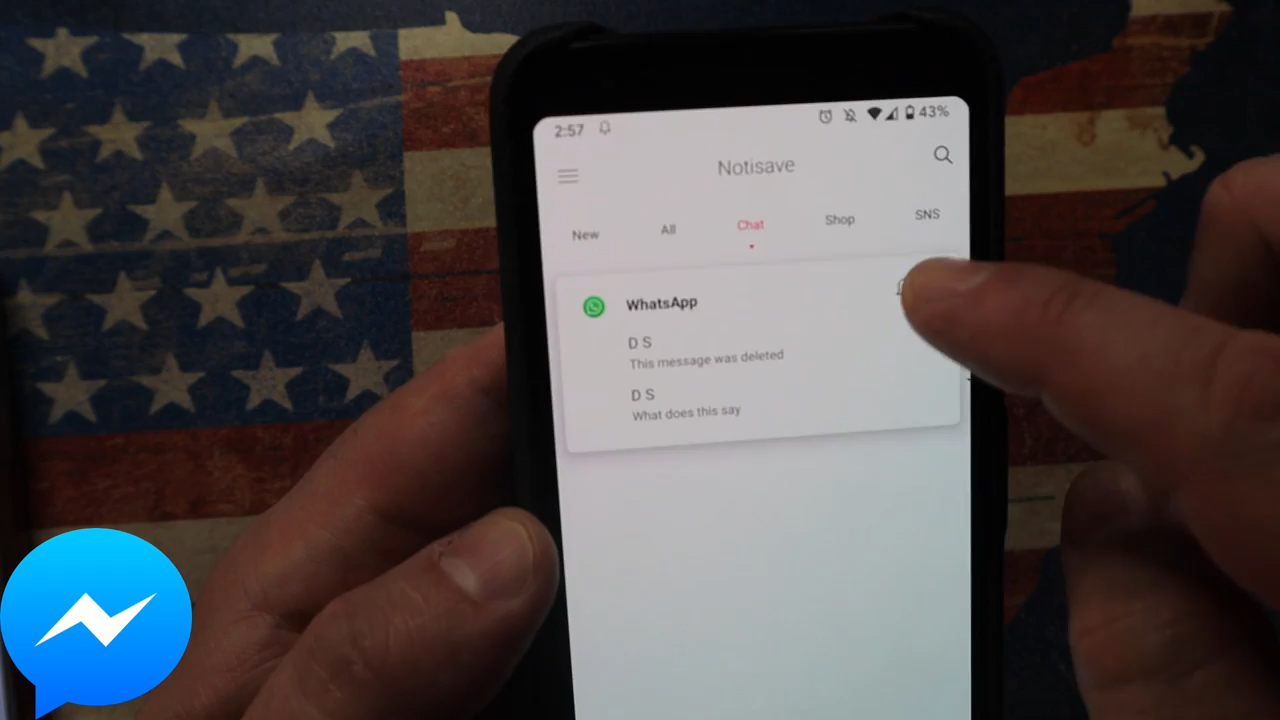 2:57 43%
Notisave
New All Chat Shop SNS
WhatsApp
D S
This message was deleted
D S
What does this say